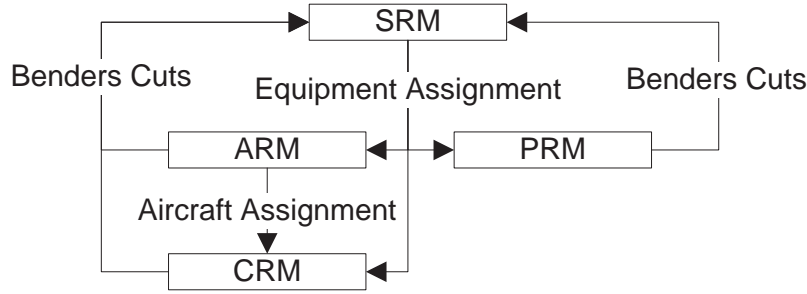 SRM
Benders Cuts
Equipment Assignment
Benders Cuts
ARM
PRM
Aircraft Assignment
CRM